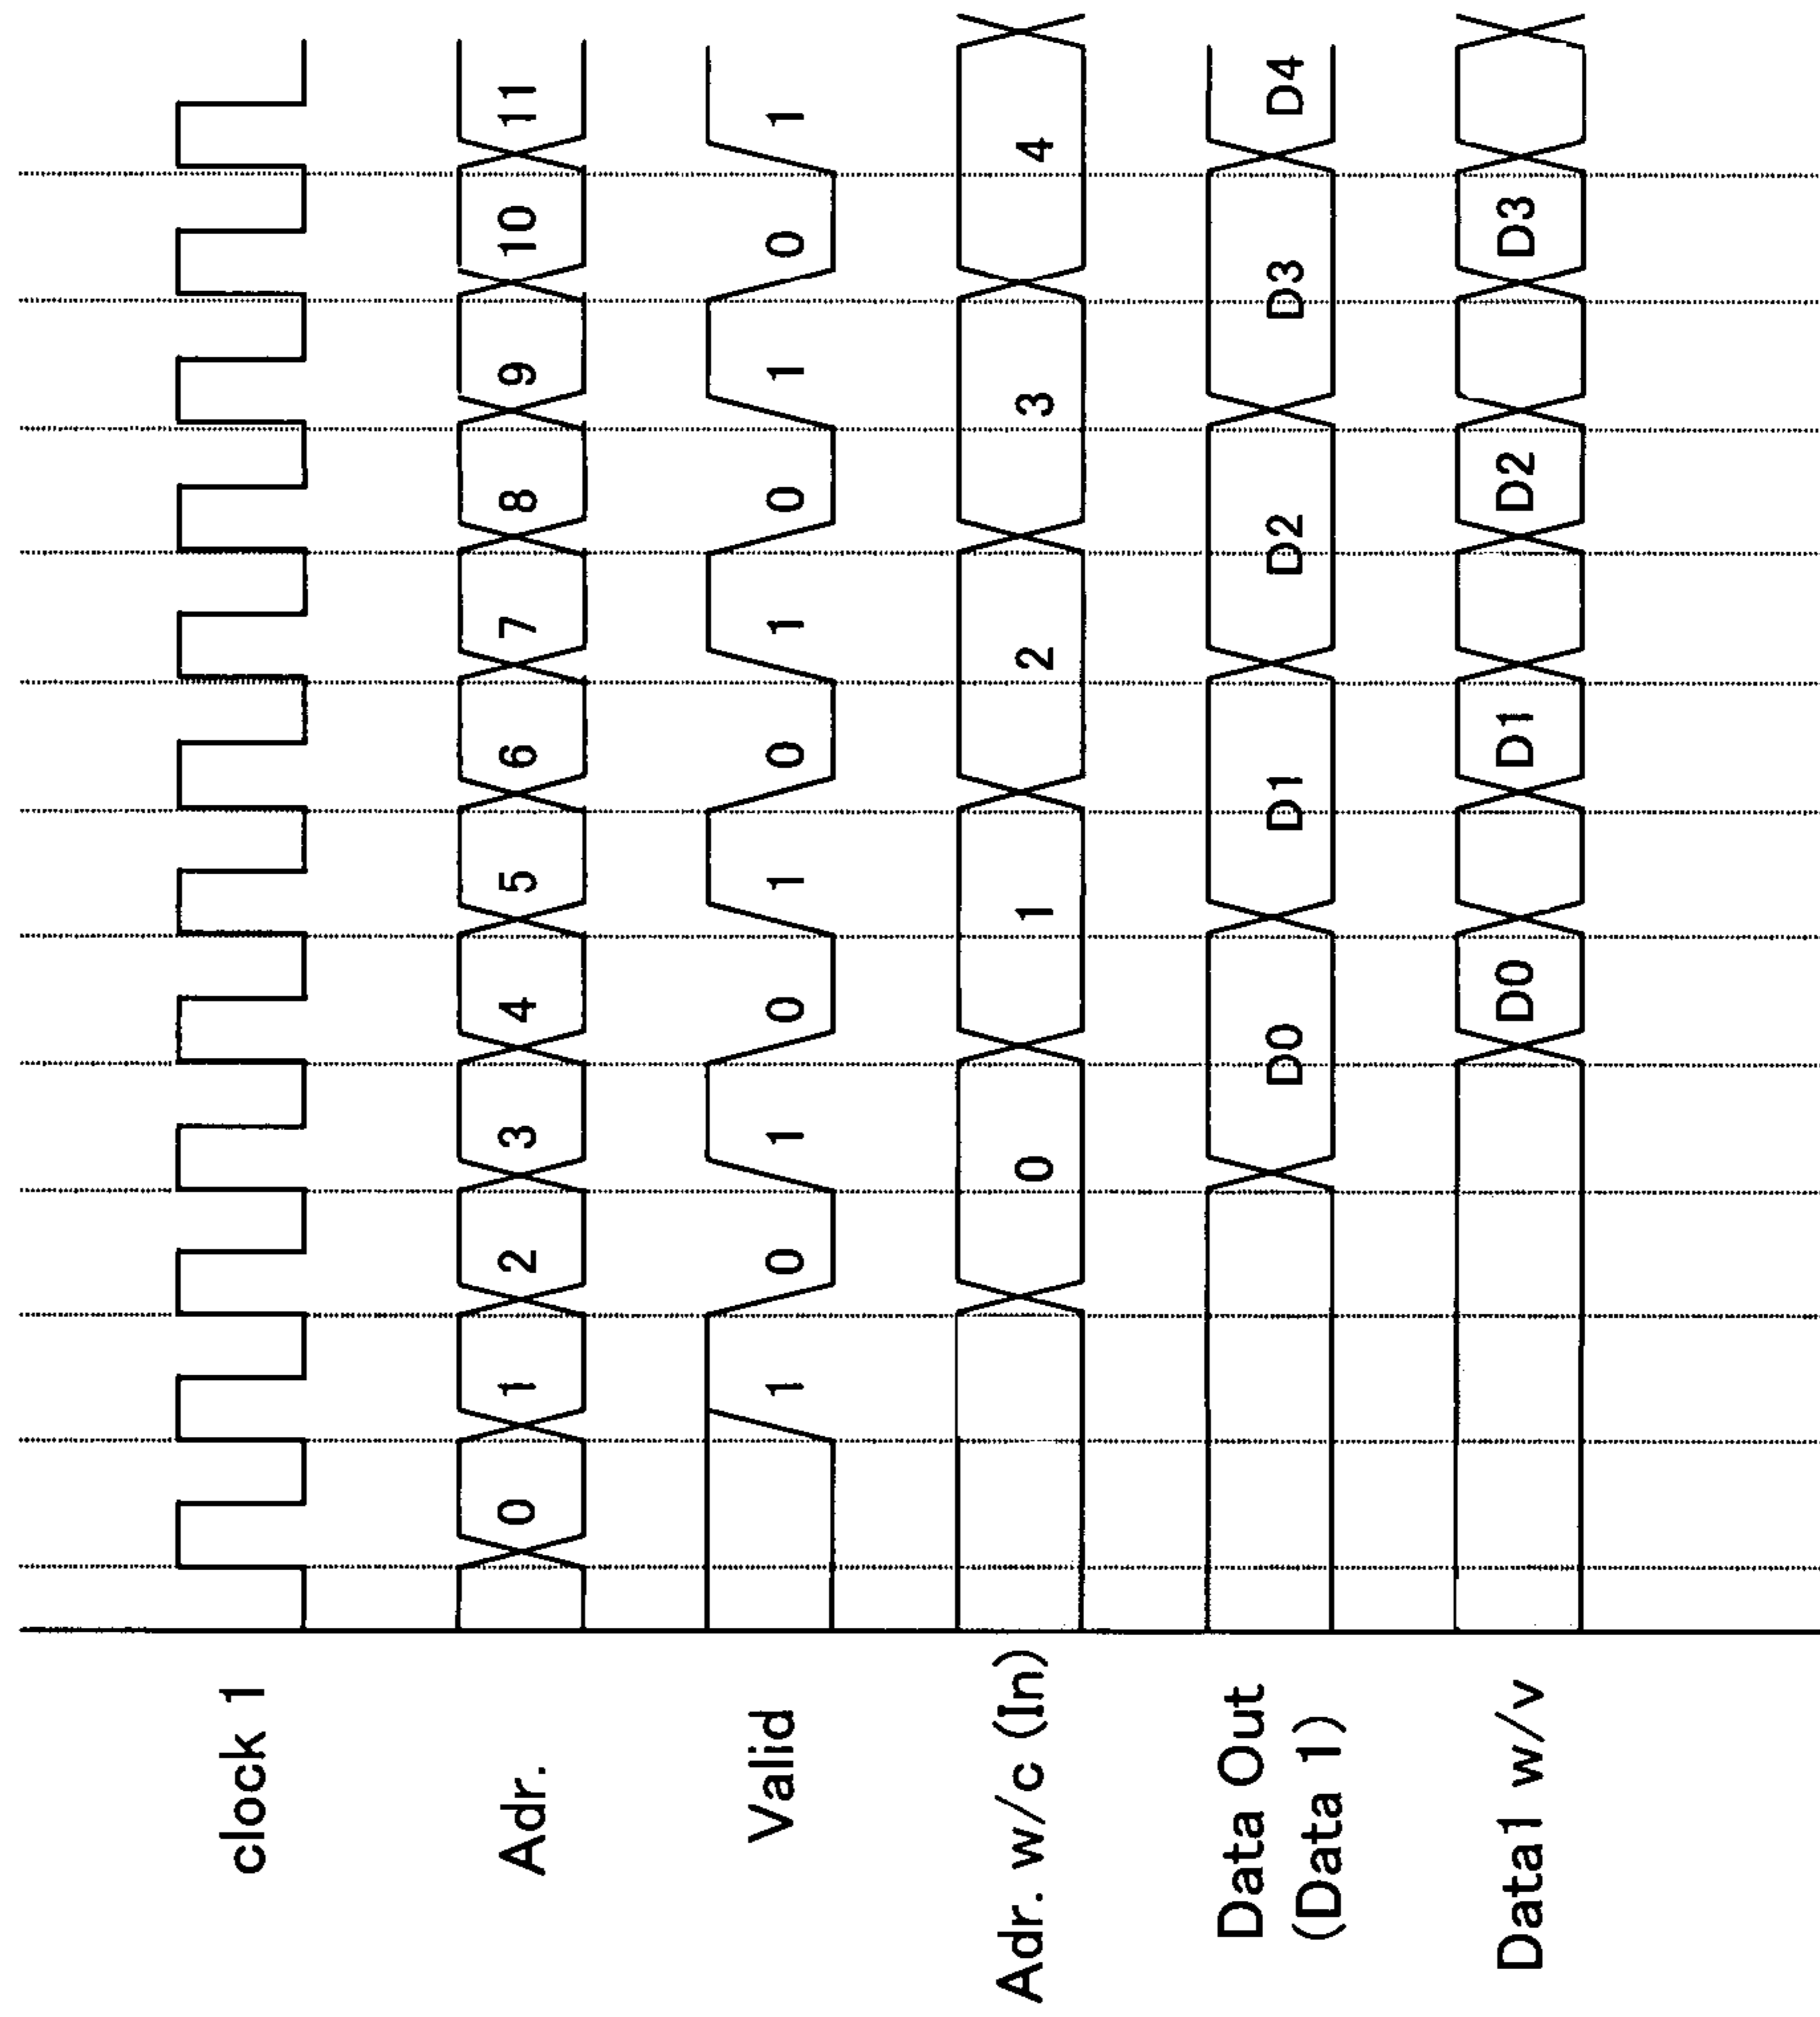 clock 1
Adr. 0 1 2 3 4 5 6 7 8 9 10 11
Valid 1 0 1 0 1 0 1 0 1 0 1
Adr. w/c (In) 0 1 2 3 4
Data Out
(Data 1) D0 D1 D2 D3 D4
Data1 w/v D0 D1 D2 D3